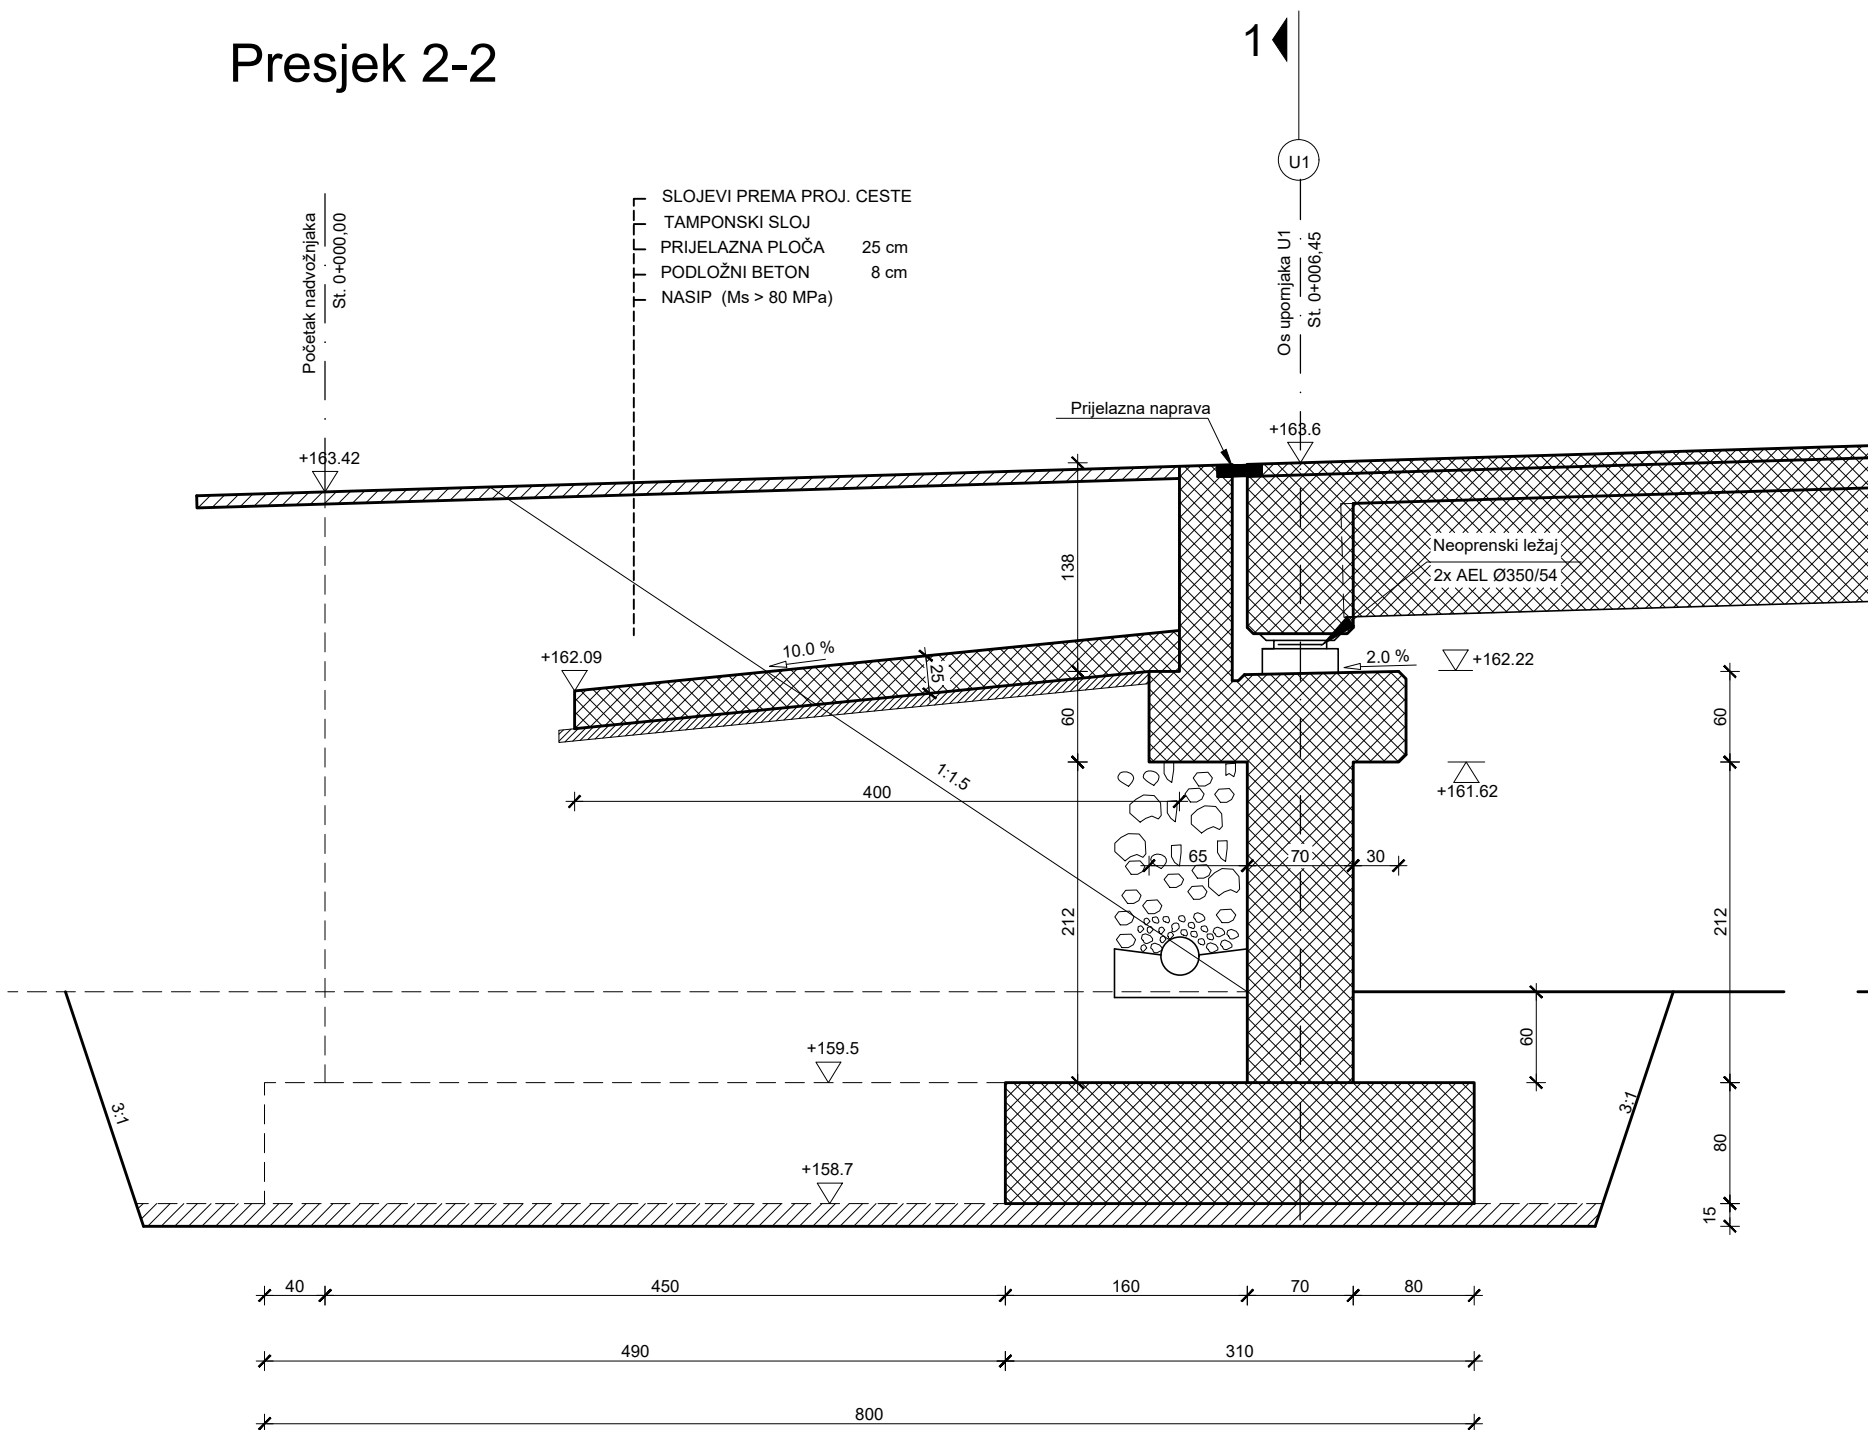 Presjek 2-2
1
U1
SLOJEVI PREMA PROJ. CESTE
TAMPONSKI SLOJ
PRIJELAZNA PLOČA 25 cm
PODLOŽNI BETON 8 cm
NASIP (Ms > 80 MPa)
Početak nadvožnjaka
St. 0+000,00
Os upornjaka U1
St. 0+006,45
Prijelazna naprava
+163.6
+163.42
Neoprenski ležaj
2x AEL Ø350/54
138
10.0 %
+162.09
25
2.0 %
+162.22
60
60
1:1.5
400
+161.62
65
70
30
212
212
60
+159.5
3:1
3:1
80
+158.7
15
40
450
160
70
80
490
310
800